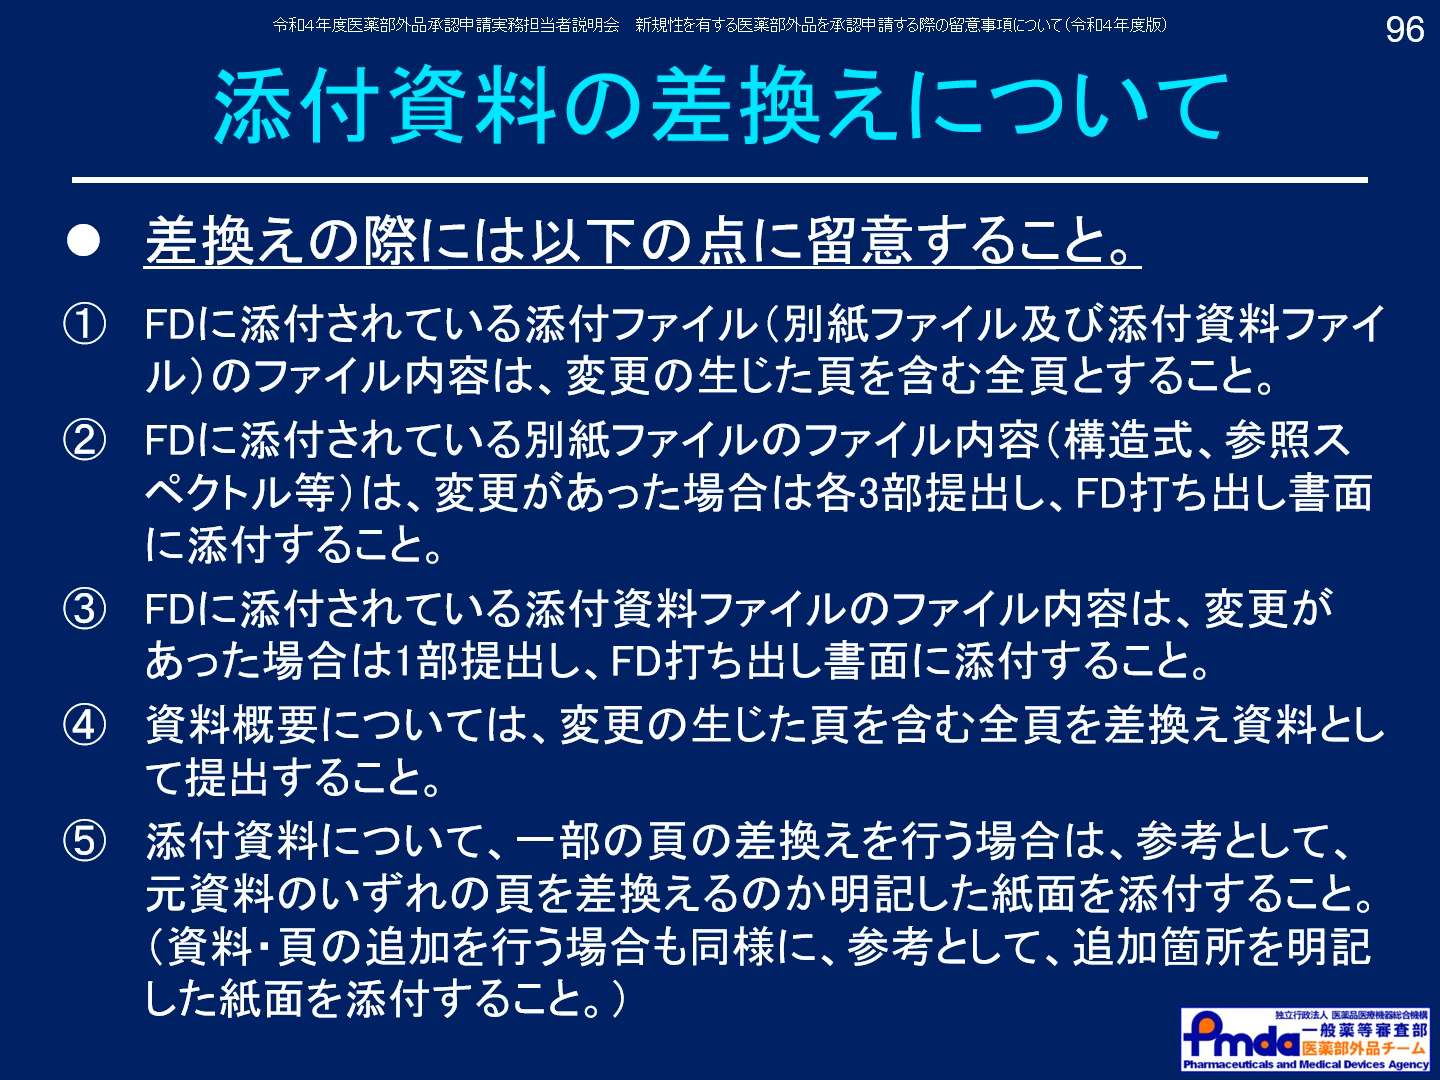 令和４年度医薬部外品承認申請実務担当者説明会　新規性を有する医薬部外品を承認申請する際の留意事項について（令和４年度版）
96
添付資料の差換えについて
● 差換えの際には以下の点に留意すること。
① FDに添付されている添付ファイル（別紙ファイル及び添付資料ファイ
ル）のファイル内容は、変更の生じた頁を含む全頁とすること。
② FDに添付されている別紙ファイルのファイル内容（構造式、参照ス
ペクトル等）は、変更があった場合は各3部提出し、FD打ち出し書面
に添付すること。
③ FDに添付されている添付資料ファイルのファイル内容は、変更が
あった場合は1部提出し、FD打ち出し書面に添付すること。
④ 資料概要については、変更の生じた頁を含む全頁を差換え資料とし
て提出すること。
⑤ 添付資料について、一部の頁の差換えを行う場合は、参考として、
元資料のいずれの頁を差換えるのか明記した紙面を添付すること。
（資料・頁の追加を行う場合も同様に、参考として、追加箇所を明記
した紙面を添付すること。）
独立行政法人 医薬品医療機器総合機構
Pmda 一般薬等審査部
医薬部外品チーム
Pharmaceuticals and Medical Devices Agency